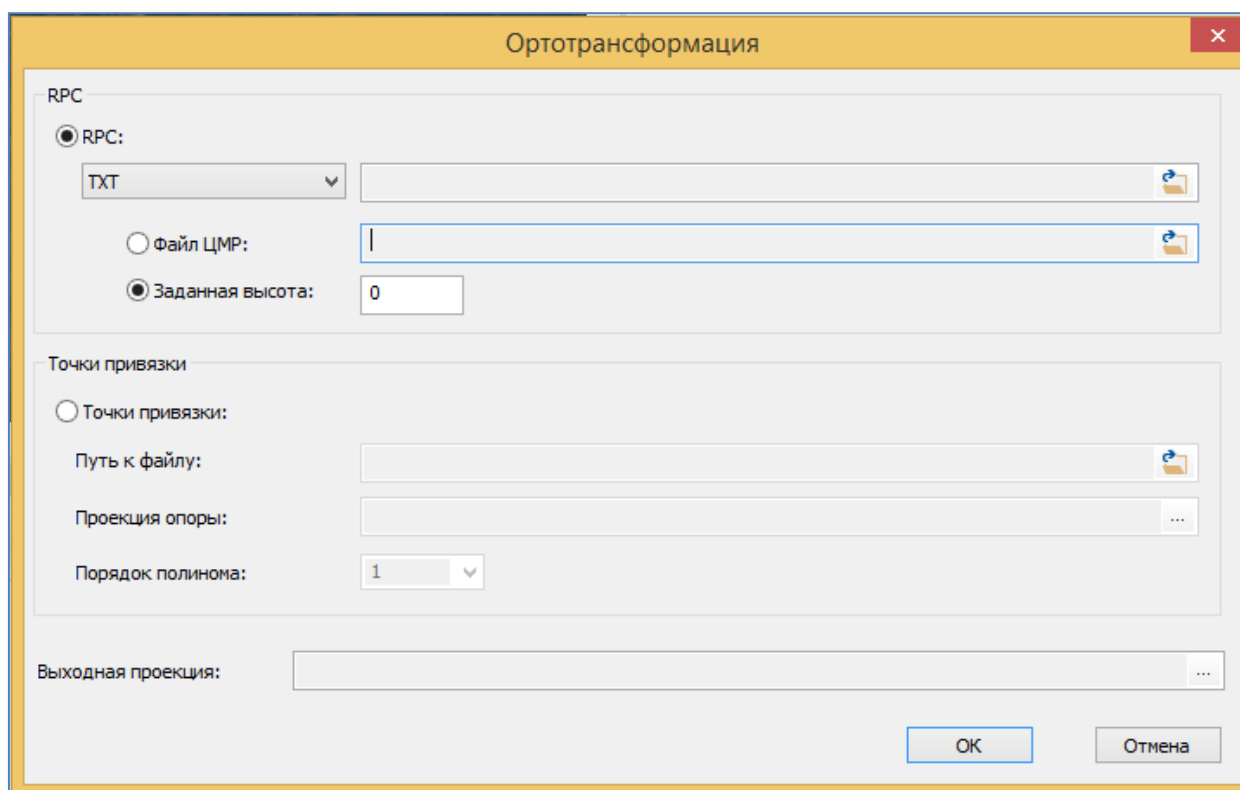 Ортотрансформация
RPC
RPC:
TXT
Файл ЦМР:
Заданная высота: 0
Точки привязки
Точки привязки:
Путь к файлу:
Проекция опоры: ...
Порядок полинома: 1
Выходная проекция: ...
OK Отмена